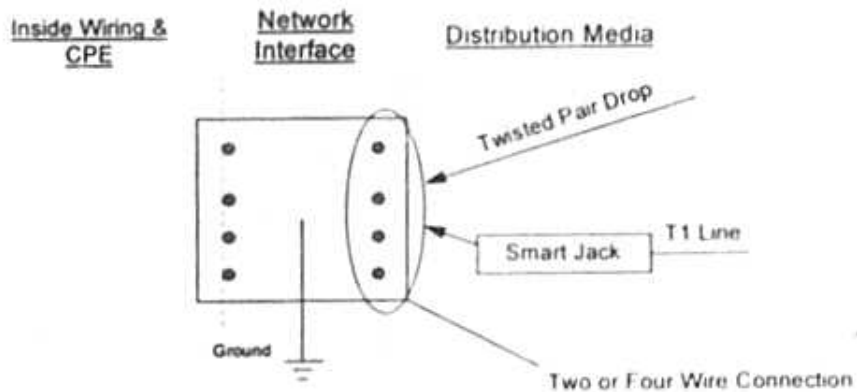 Inside Wiring &
CPE
Network
Interface
Distribution Media
Twisted Pair Drop
Smart Jack
T1 Line
Ground
Two or Four Wire Connection